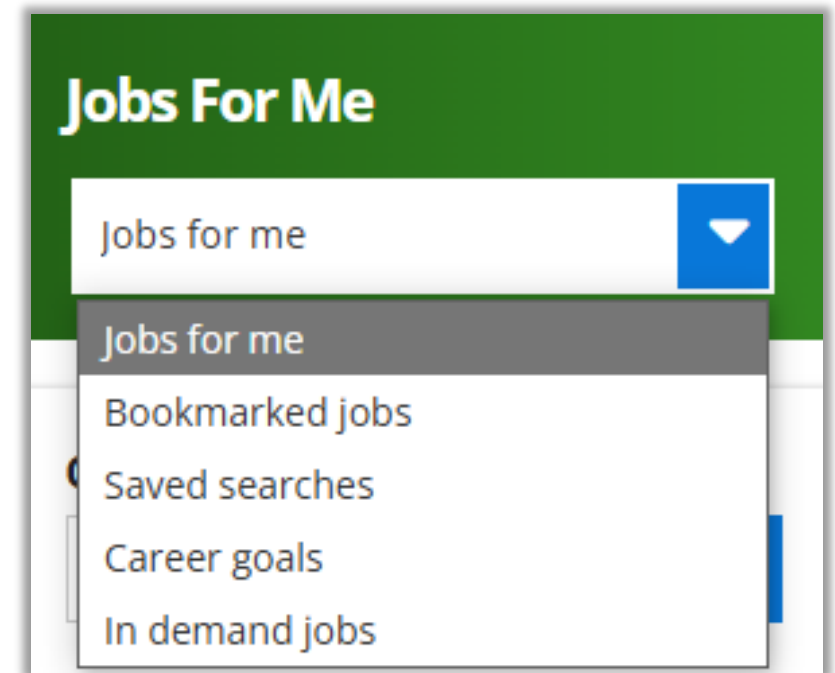 Jobs For Me
Jobs for me
Jobs for me
Bookmarked jobs
Saved searches
Career goals
In demand jobs